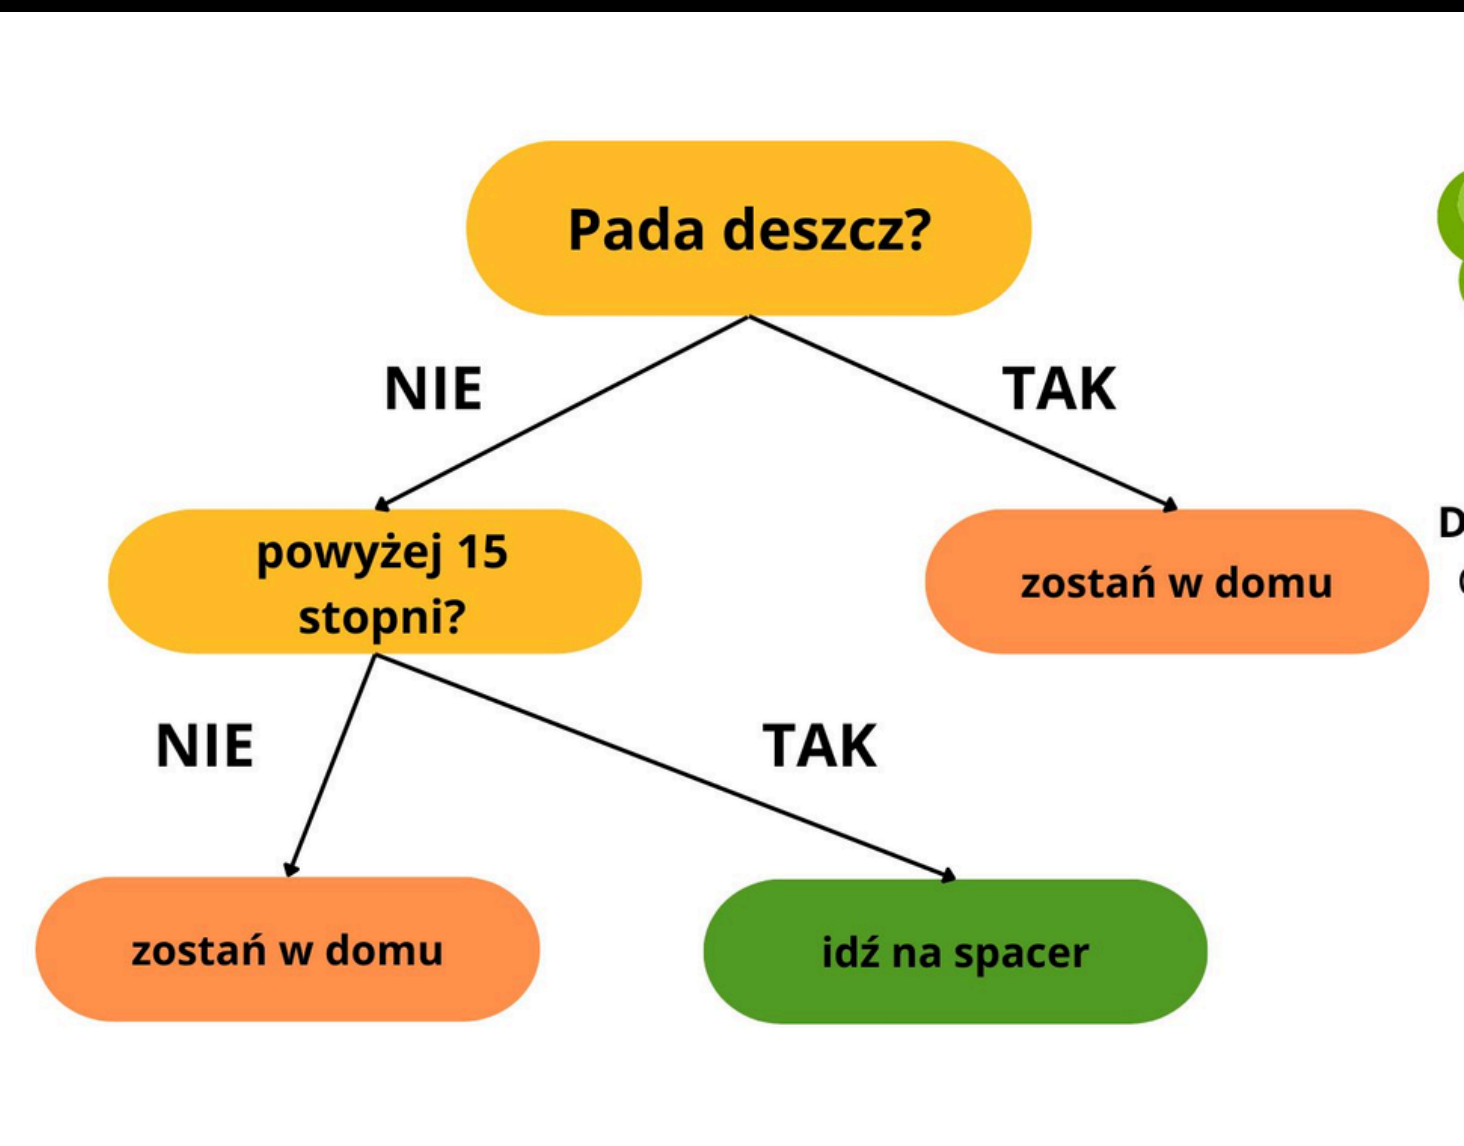 Pada deszcz?
NIE
TAK
powyżej 15
stopni?
zostań w domu
NIE
TAK
zostań w domu
idź na spacer